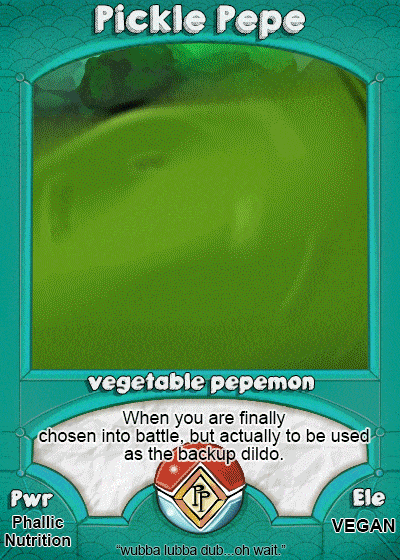 Pickle Pepe
vegetable pepemon
When you are finally
chosen into battle, but actually to be used
as the backup dildo.
PP
Pwr
Ele
Phallic
Nutrition
VEGAN
"wubba lubba dub...oh wait."